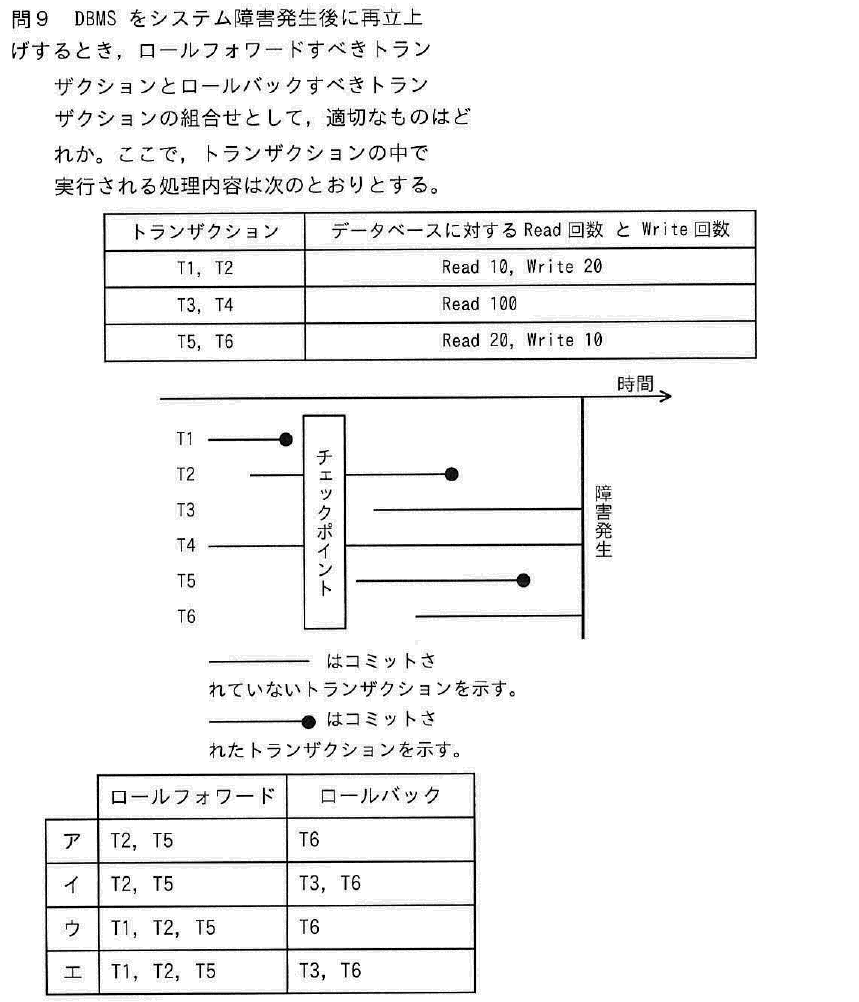 問9 DBMS をシステム障害発生後に再立上
げするとき，ロールフォワードすべきトラン
ザクションとロールバックすべきトラン
ザクションの組合せとして，適切なものはど
れか。ここで，トランザクションの中で
実行される処理内容は次のとおりとする。
トランザクション データベースに対する Read 回数 と Write 回数
T1, T2 Read 10, Write 20
T3, T4 Read 100
T5, T6 Read 20, Write 10
時間
T1
T2
T3
T4
T5
T6
チェックポイント
障害発生
はコミットさ
れていないトランザクションを示す。
はコミットさ
れたトランザクションを示す。
ロールフォワード ロールバック
ア T2, T5 T6
イ T2, T5 T3, T6
ウ T1, T2, T5 T6
エ T1, T2, T5 T3, T6